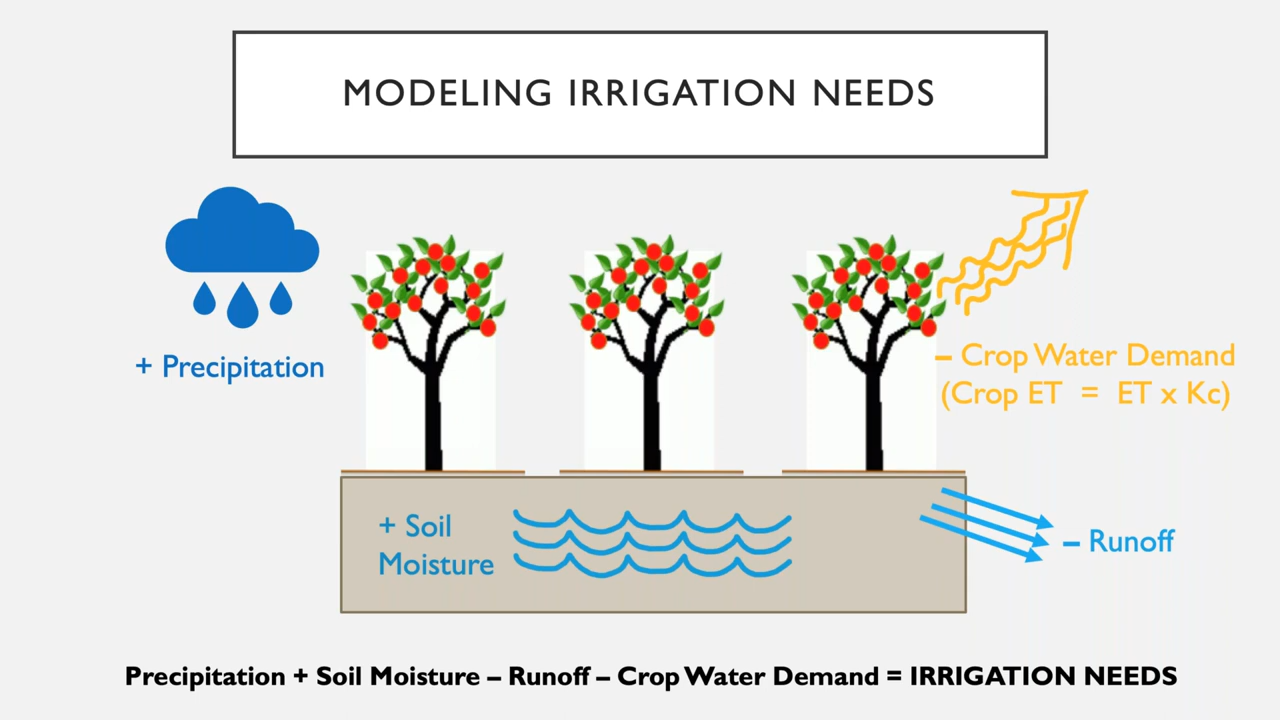 MODELING IRRIGATION NEEDS
+ Precipitation
– Crop Water Demand
(Crop ET = ET x Kc)
+ Soil
Moisture
– Runoff
Precipitation + Soil Moisture – Runoff – Crop Water Demand = IRRIGATION NEEDS